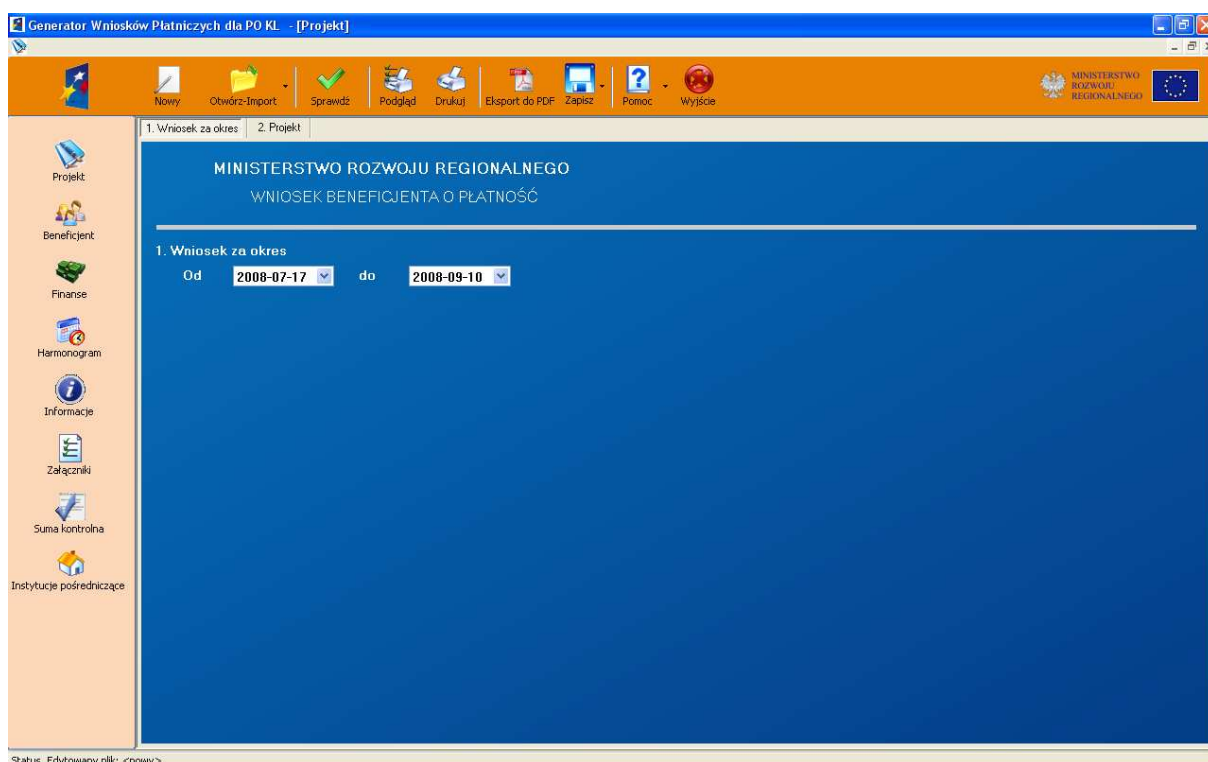 Generator Wniosków Płatniczych dla PO KL - [Projekt]
Nowy Otwórz-Import Sprawdź Podgląd Drukuj Eksport do PDF Zapisz Pomoc Wyjście
MINISTERSTWO
ROZWOJU
REGIONALNEGO
1. Wniosek za okres 2. Projekt
Projekt
Beneficjent
Finanse
Harmonogram
Informacje
Załączniki
Suma kontrolna
Instytucje pośredniczące
MINISTERSTWO ROZWOJU REGIONALNEGO
WNIOSEK BENEFICJENTA O PŁATNOŚĆ
1. Wniosek za okres
Od 2008-07-17 do 2008-09-10
Status Edytowany plik: <nowy>